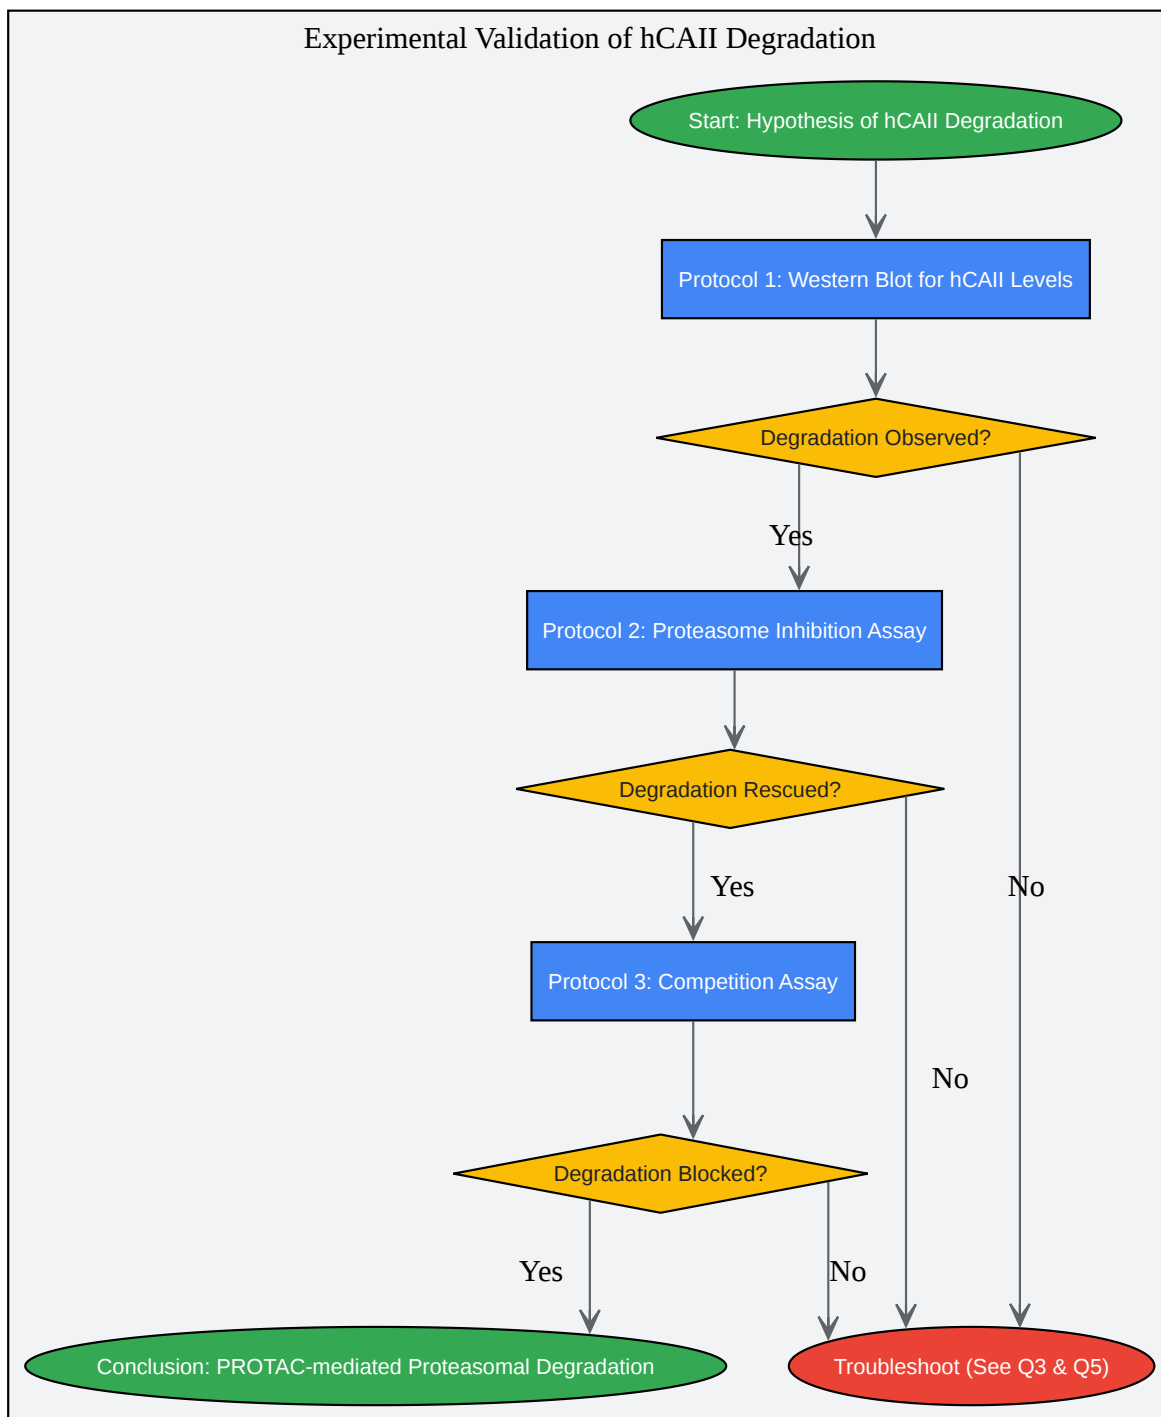 Experimental Validation of hCAII Degradation
Start: Hypothesis of hCAII Degradation
Protocol 1: Western Blot for hCAII Levels
Degradation Observed?
Yes
Protocol 2: Proteasome Inhibition Assay
Degradation Rescued?
Yes
No
Protocol 3: Competition Assay
No
Degradation Blocked?
Yes
No
Conclusion: PROTAC-mediated Proteasomal Degradation
Troubleshoot (See Q3 & Q5)